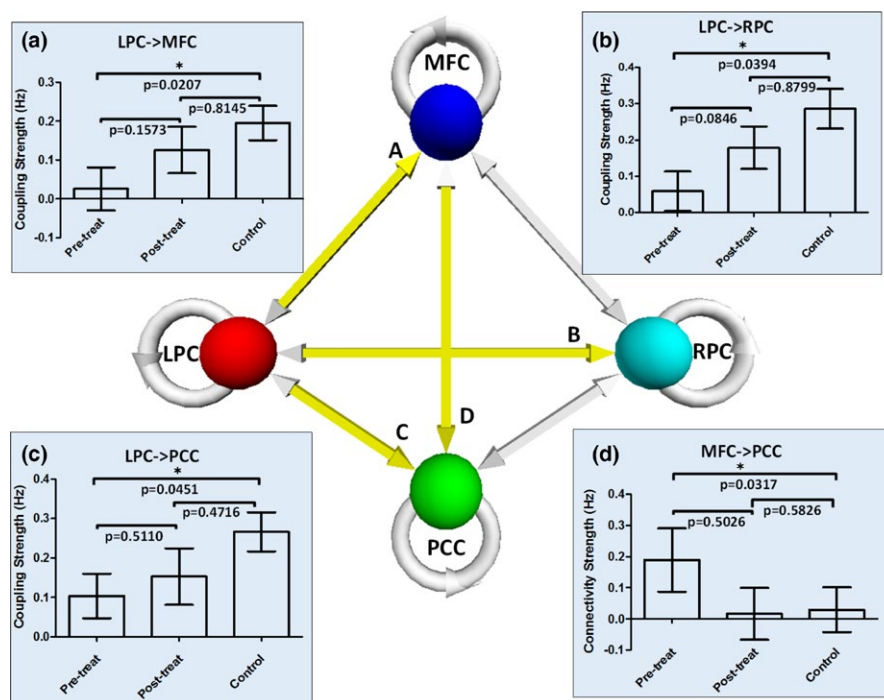 (a) LPC->MFC
*
p=0.0207
p=0.8145
p=0.1573
Coupling Strength (Hz)
0.3
0.2
0.1
0.0
-0.1
Pre-treat
Post-treat
Control
MFC
(b) LPC->RPC
*
p=0.0394
p=0.8799
p=0.0846
Coupling Strength (Hz)
0.4
0.3
0.2
0.1
0.0
Pre-treat
Post-treat
Control
A
B
LPC
RPC
C
D
PCC
(c) LPC->PCC
*
p=0.0451
p=0.4716
p=0.5110
Coupling Strength (Hz)
0.4
0.3
0.2
0.1
0.0
Pre-treat
Post-treat
Control
MFC->PCC (d)
*
p=0.0317
p=0.5826
p=0.5026
Connectivity Strength (Hz)
0.4
0.3
0.2
0.1
0.0
-0.1
Pre-treat
Post-treat
Control